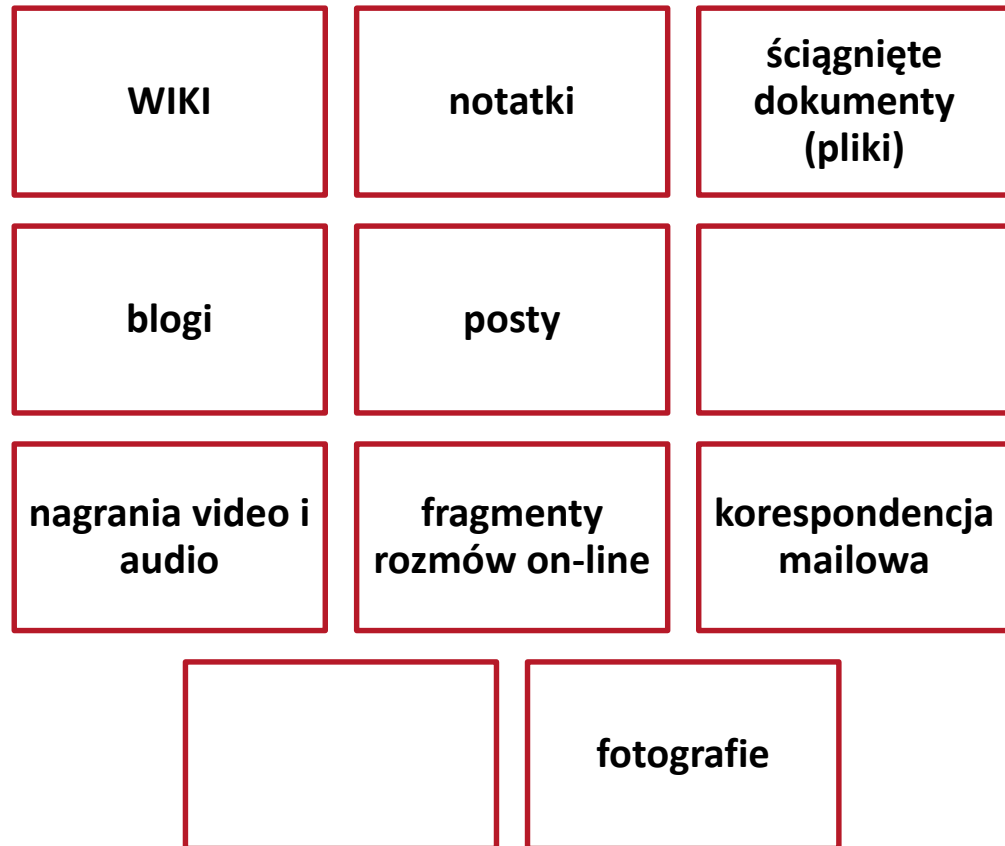 WIKI
notatki
ściągnięte
dokumenty
(pliki)
blogi
posty
nagrania video i
audio
fragmenty
rozmów on-line
korespondencja
mailowa
fotografie